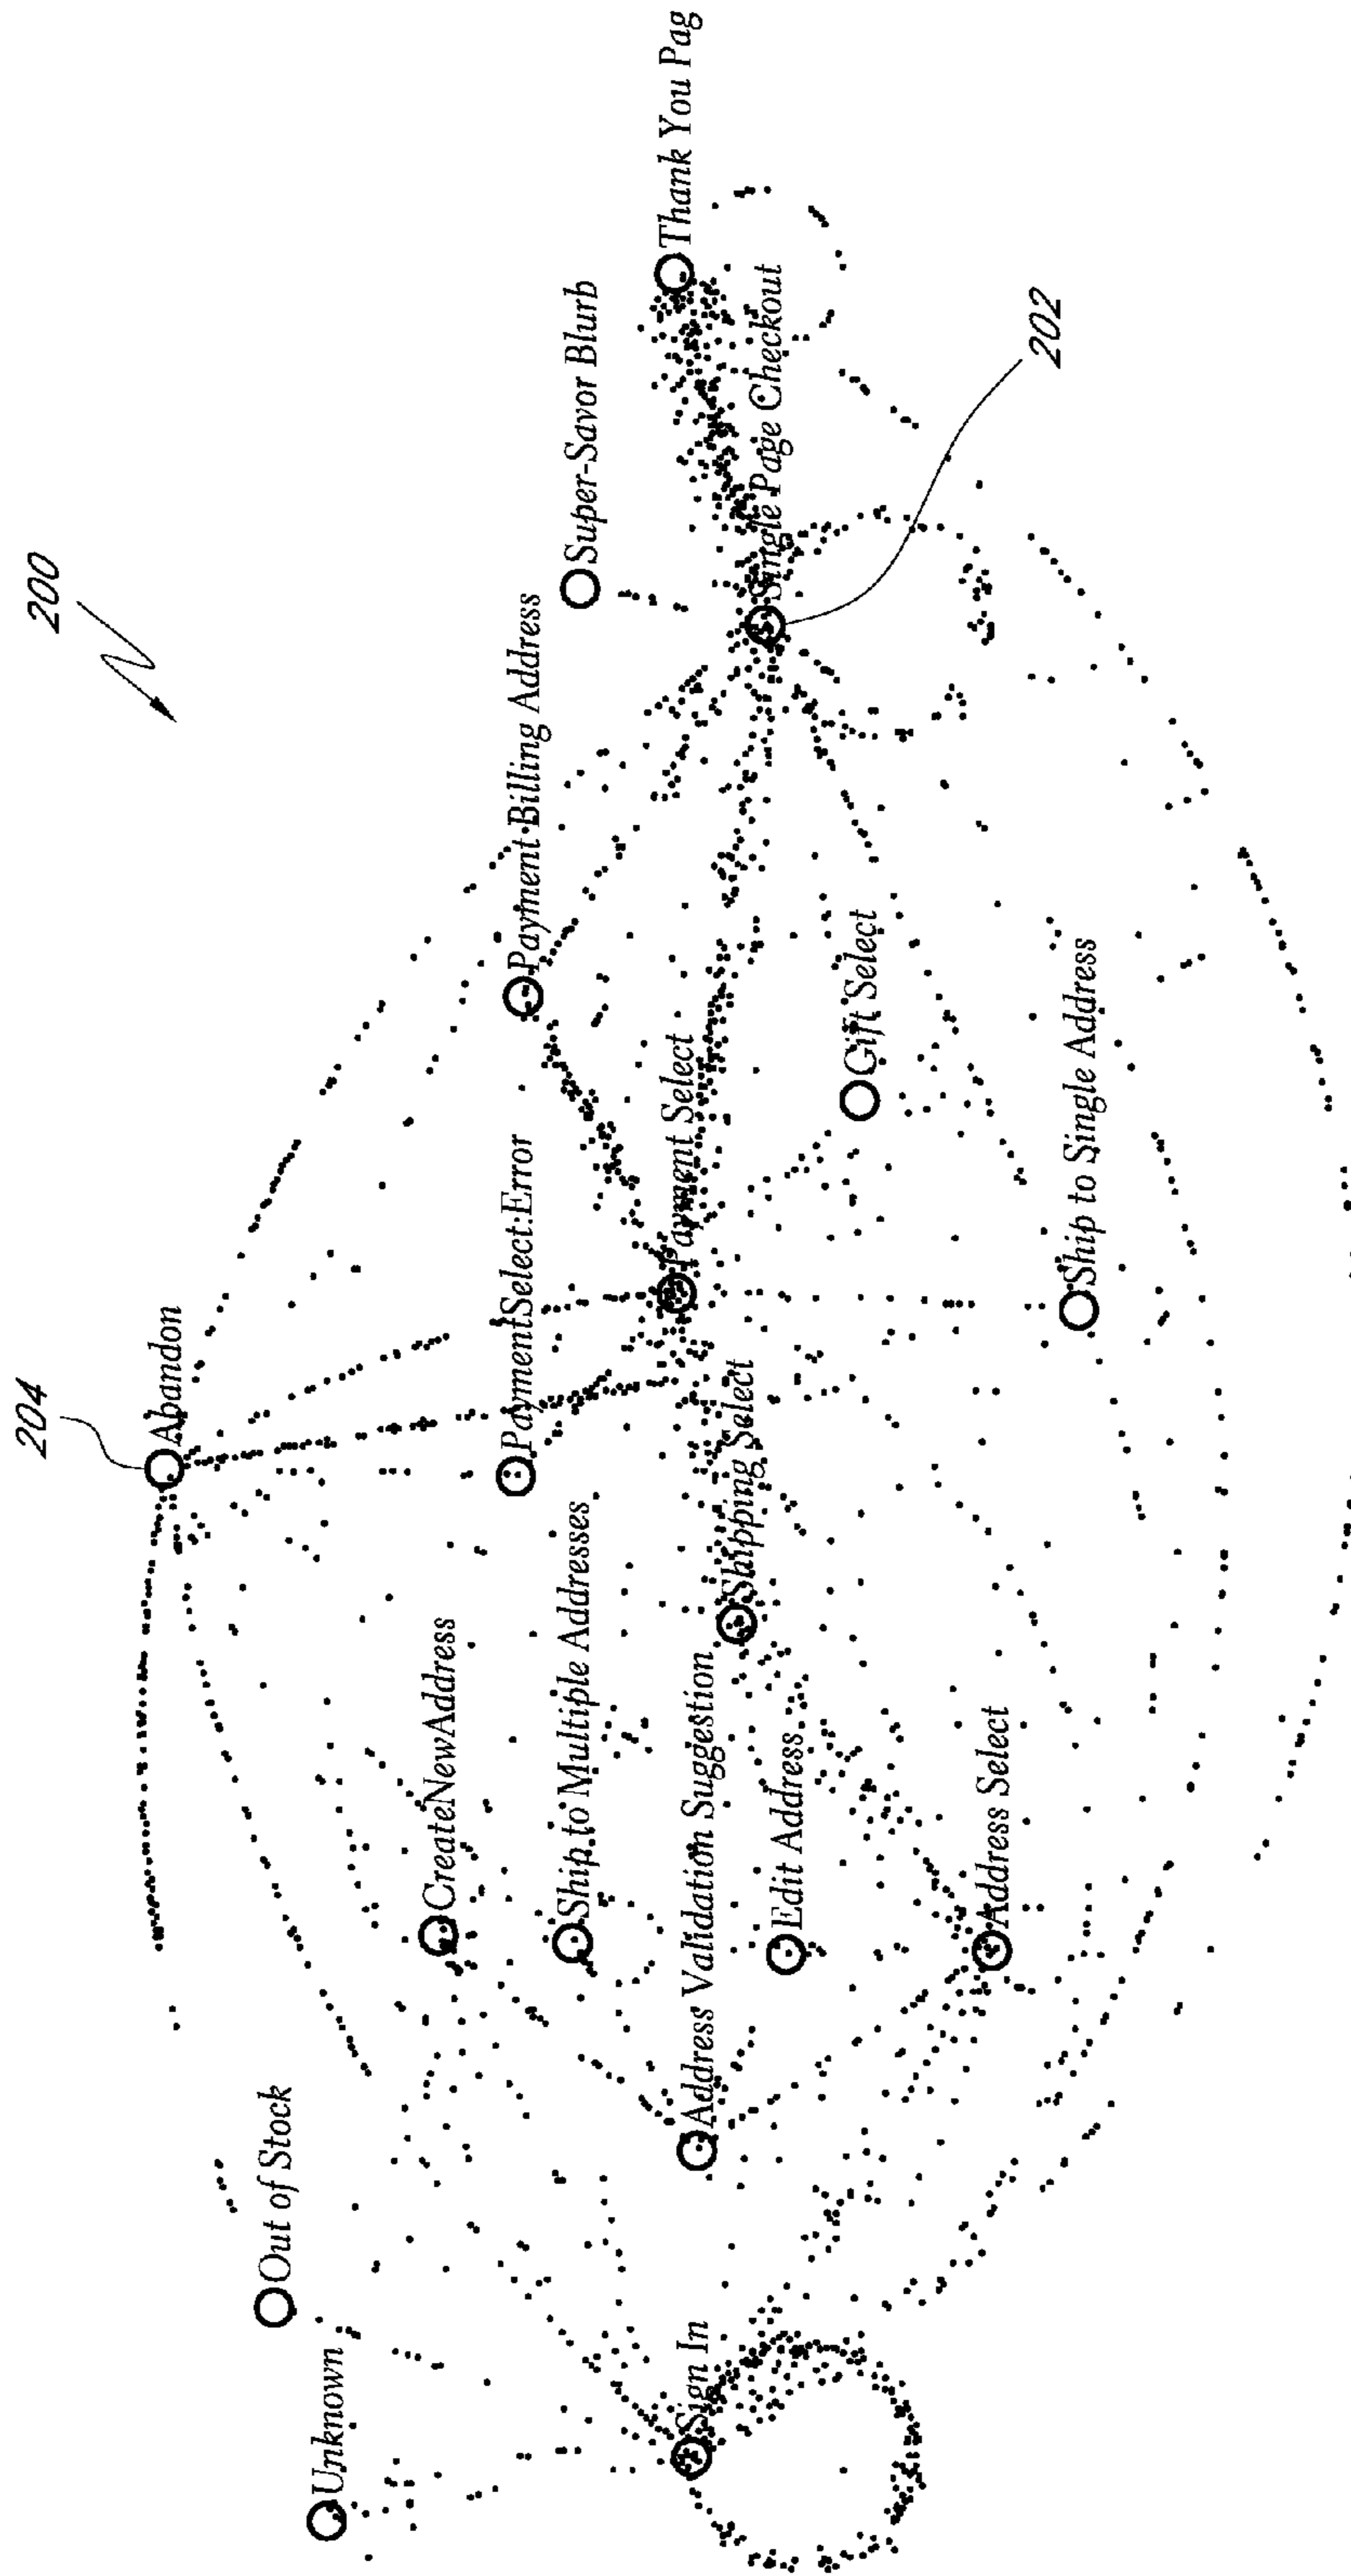 200
204
Abandon
Thank You Pag
Super-Savor Blurb
Single Page Checkout
202
Payment Billing Address
PaymentSelect:Error
Payment Select
Gift Select
Ship to Single Address
Shipping Select
CreateNewAddress
Ship to Multiple Addresses
Address Validation Suggestion
Edit Address
Address Select
Out of Stock
Unknown
Sign In